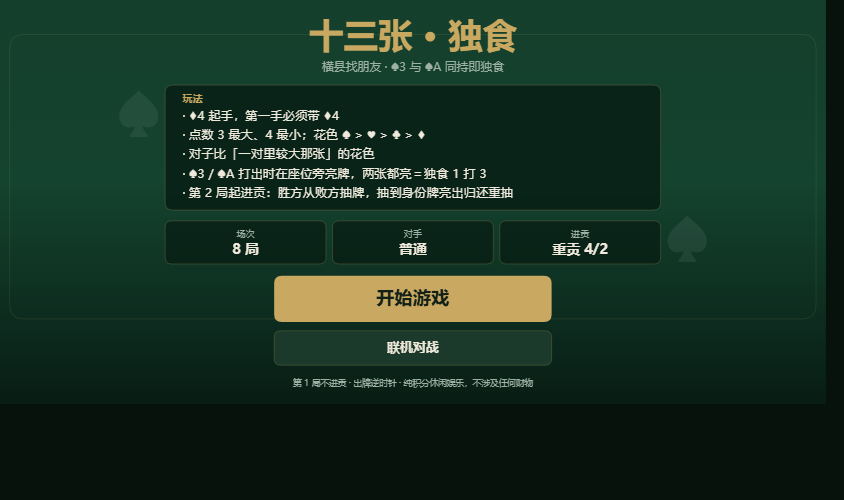 十三张·独食
横县找朋友 · ♠3 与 ♠A 同持即独食
玩法
· ♦4 起手，第一手必须带 ♦4
· 点数 3 最大、4 最小；花色 ♠ > ♥ > ♣ > ♦
· 对子比「一对里较大那张」的花色
· ♠3 / ♠A 打出时在座位旁亮牌，两张都亮＝独食 1 打 3
· 第 2 局起进贡：胜方从败方抽牌，抽到身份牌亮出归还重抽
场次
8 局
对手
普通
进贡
重贡 4/2
开始游戏
联机对战
第 1 局不进贡 · 出牌逆时针 · 纯积分休闲娱乐，不涉及任何财物